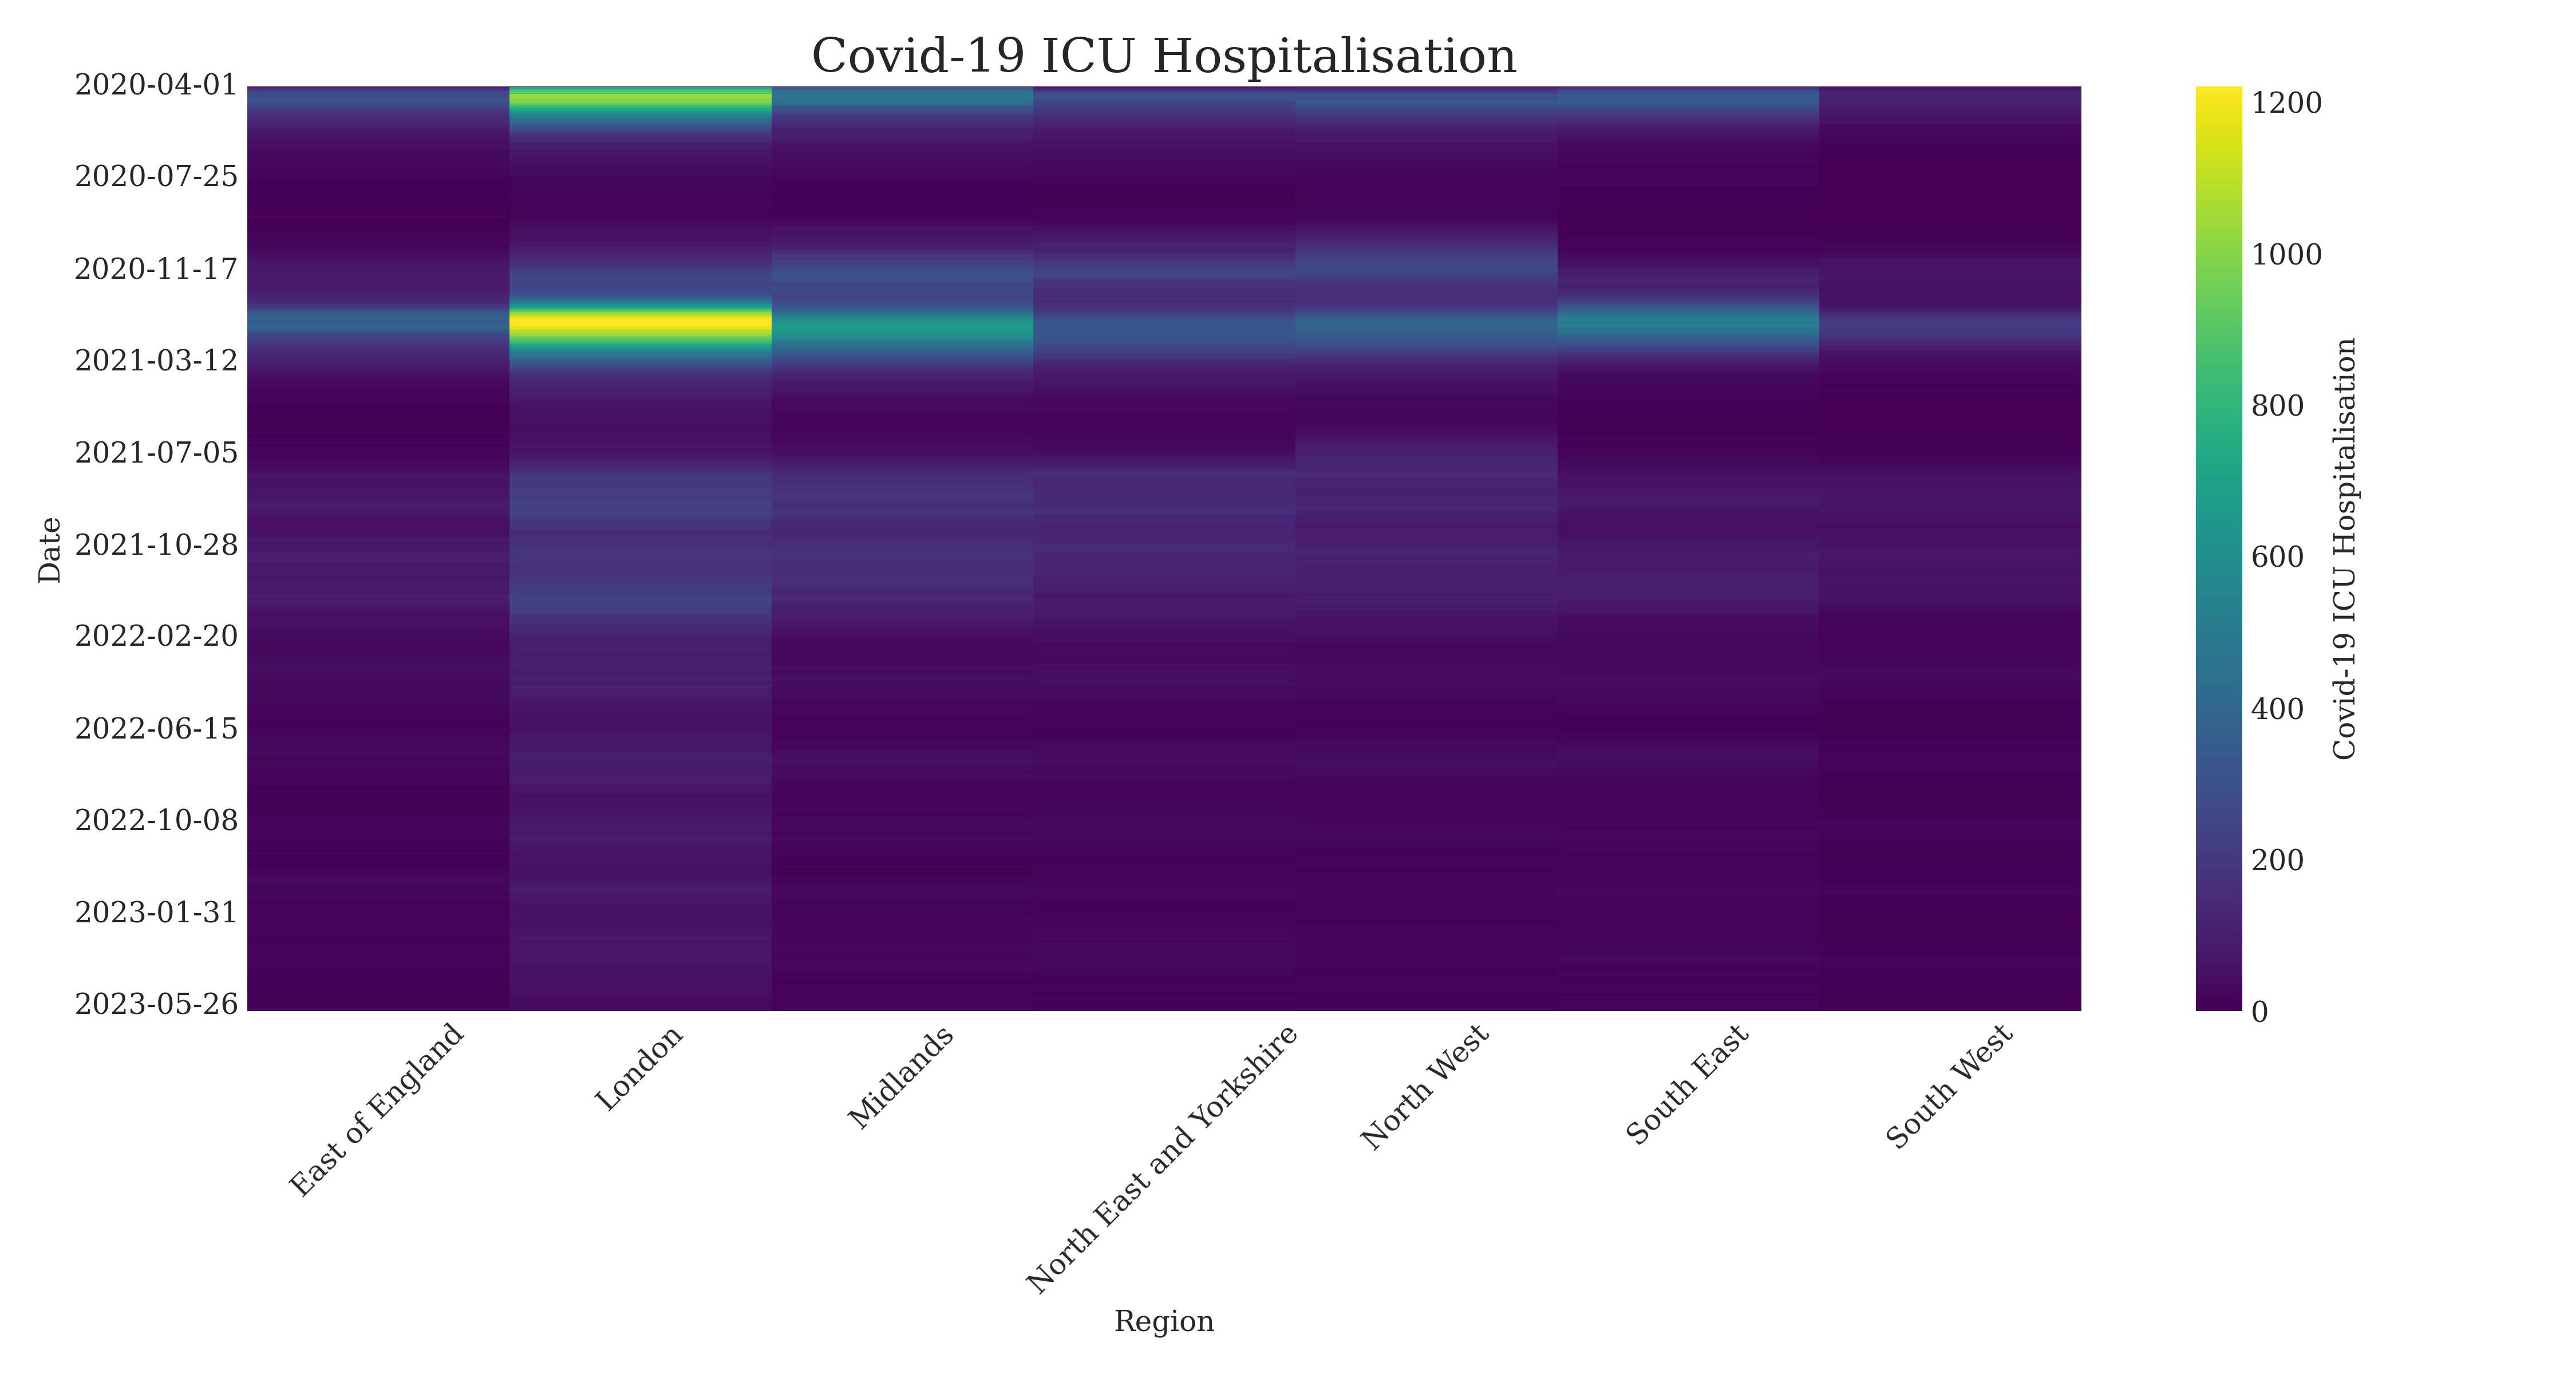 Covid-19 ICU Hospitalisation
2020-04-01
2020-07-25
2020-11-17
2021-03-12
2021-07-05
2021-10-28
2022-02-20
2022-06-15
2022-10-08
2023-01-31
2023-05-26
Date
East of England
London
Midlands
North East and Yorkshire
North West
South East
South West
Region
1200
1000
800
600
400
200
0
Covid-19 ICU Hospitalisation